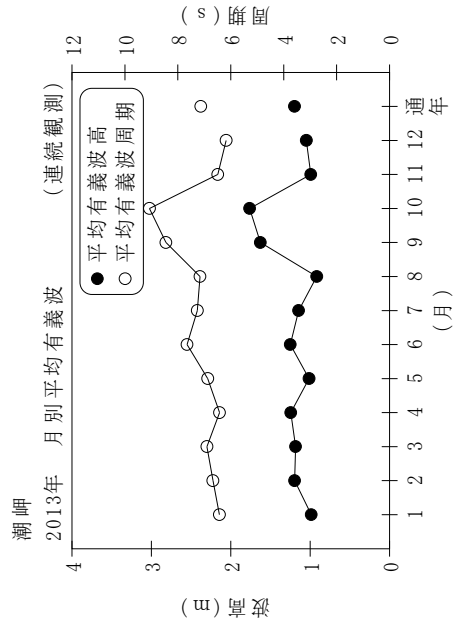 潮岬
2013年 月別平均有義波 (連続観測)
● 平均有義波高
○ 平均有義波周期
波高(m)
4
3
2
1
0
周期(s)
12
10
8
6
4
2
0
1 2 3 4 5 6 7 8 9 10 11 12 通年
(月)